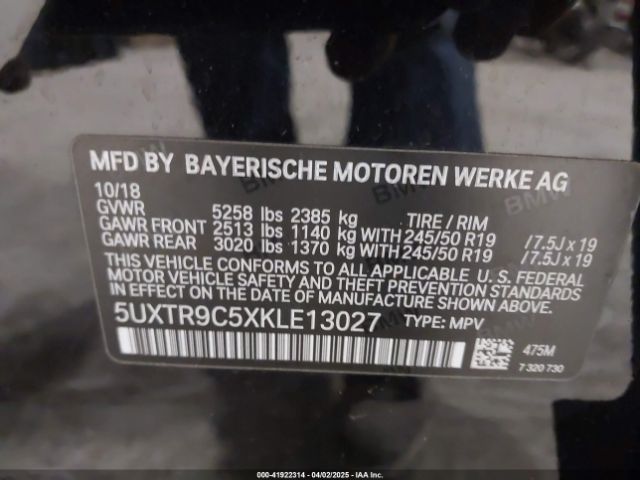 MFD BY BAYERISCHE MOTOREN WERKE AG
10/18
GVWR 5258 lbs 2385 kg TIRE / RIM
GAWR FRONT 2513 lbs 1140 kg WITH 245/50 R19 / 7.5J x 19
GAWR REAR 3020 lbs 1370 kg WITH 245/50 R19 / 7.5J x 19
THIS VEHICLE CONFORMS TO ALL APPLICABLE U. S. FEDERAL
MOTOR VEHICLE SAFETY AND THEFT PREVENTION STANDARDS
IN EFFECT ON THE DATE OF MANUFACTURE SHOWN ABOVE.
5UXTR9C5XKLE13027 TYPE: MPV
475M
7 320 730
000-41922314 | 04/02/2025 - IAA Inc.